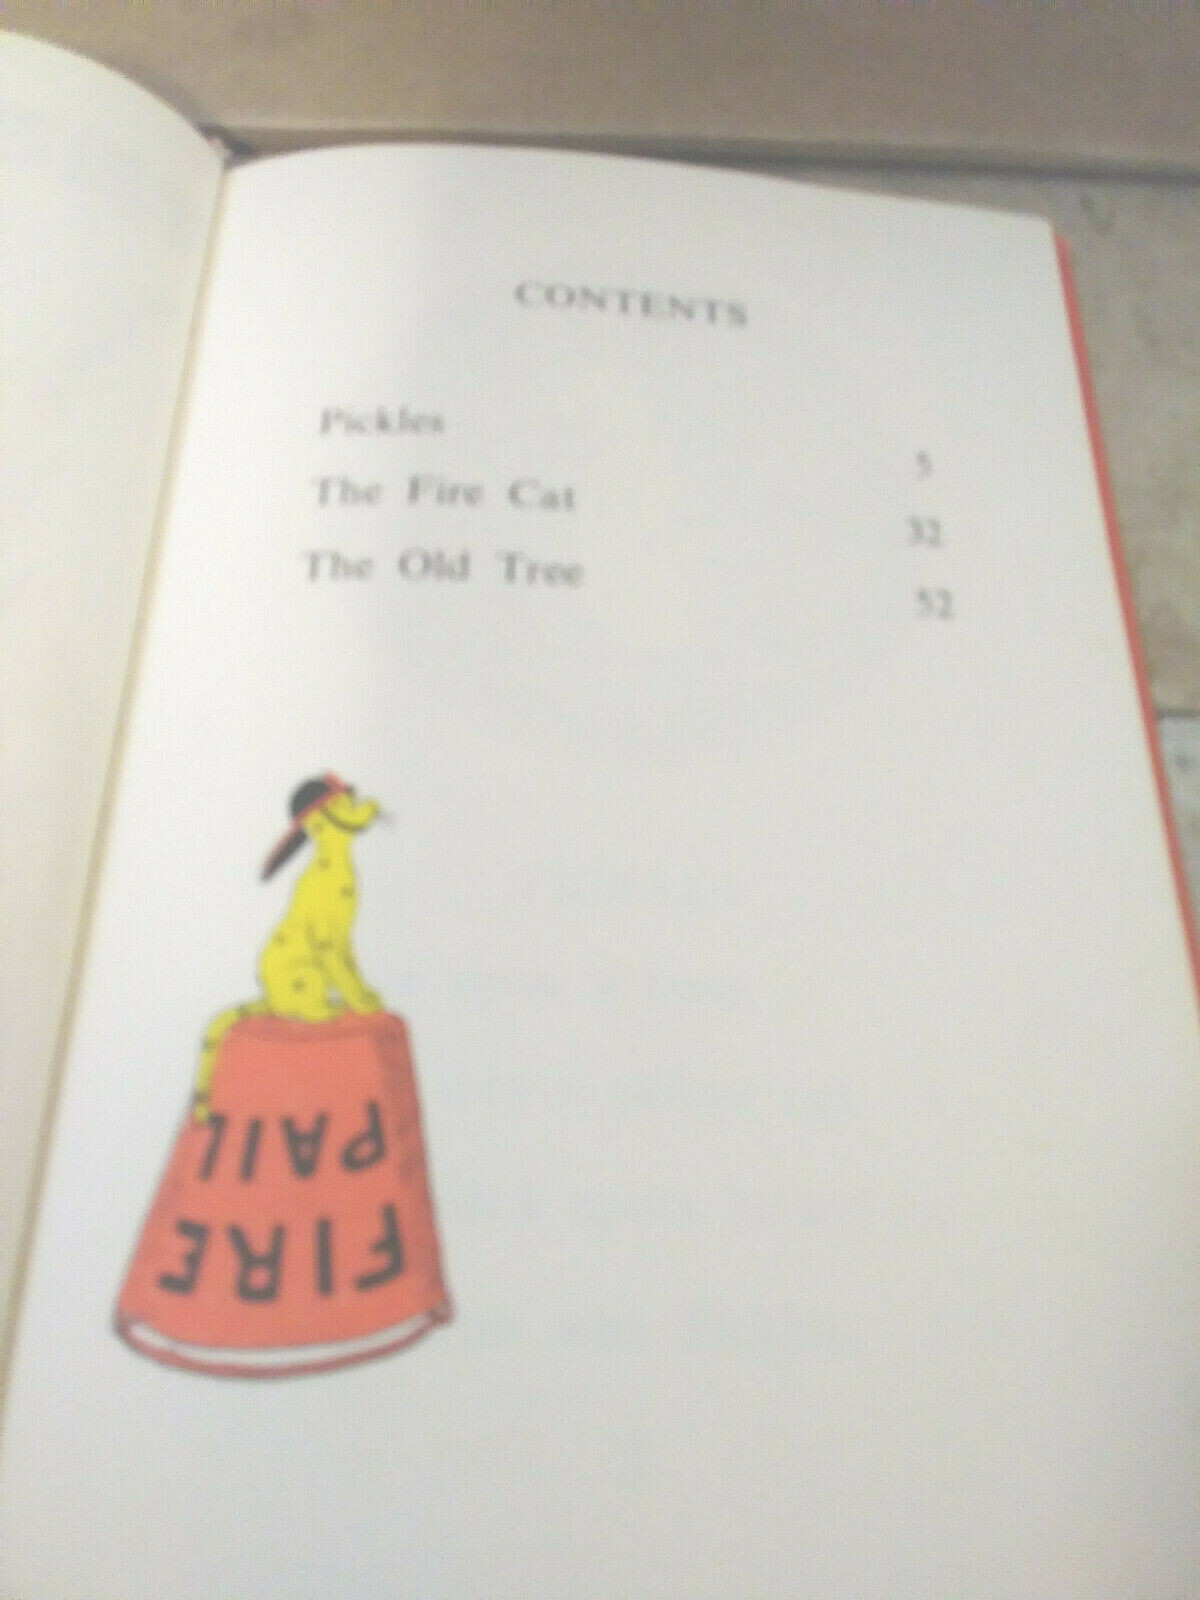 CONTENTS
Pickles 5
The Fire Cat 32
The Old Tree 52
FIRE
PAIL